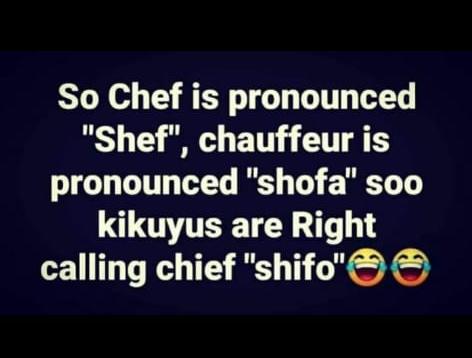 So Chef is pronounced
"Shef", chauffeur is
pronounced "shofa" soo
kikuyus are Right
calling chief "shifo"😂😂